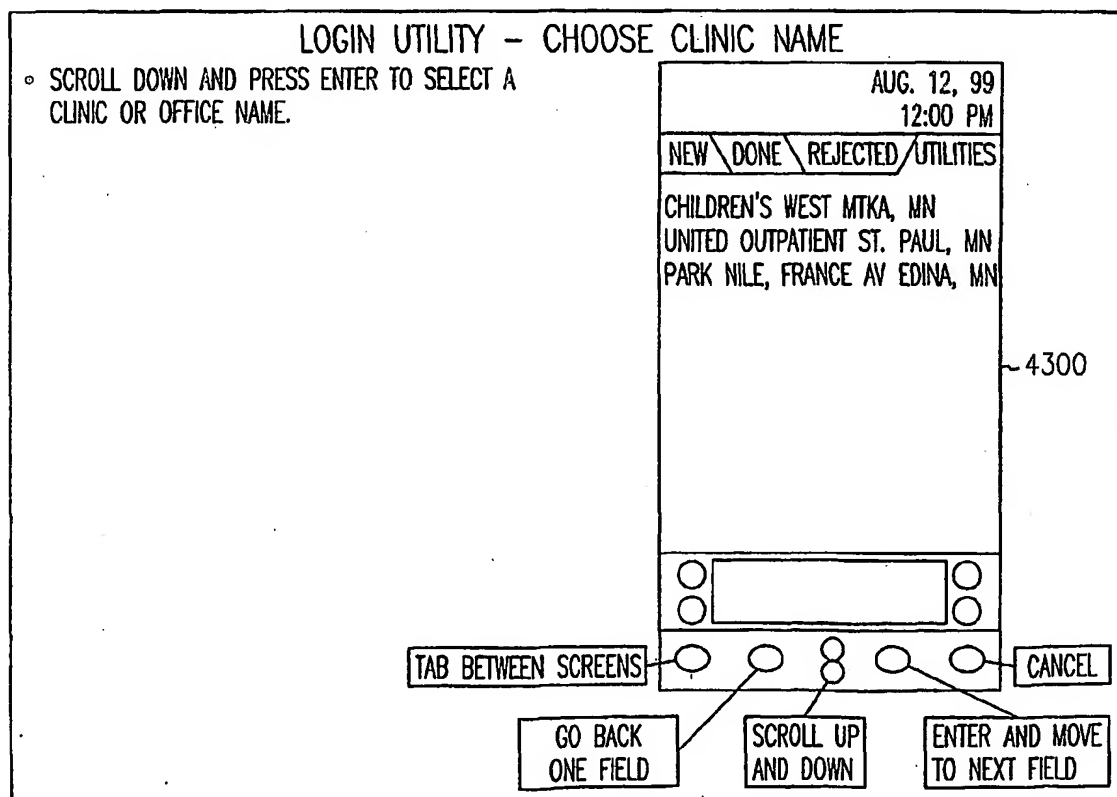 LOGIN UTILITY – CHOOSE CLINIC NAME
◦ SCROLL DOWN AND PRESS ENTER TO SELECT A
CLINIC OR OFFICE NAME.
AUG. 12, 99
12:00 PM
NEW DONE REJECTED UTILITIES
CHILDREN'S WEST MTKA, MN
UNITED OUTPATIENT ST. PAUL, MN
PARK NILE, FRANCE AV EDINA, MN
4300
TAB BETWEEN SCREENS
CANCEL
GO BACK
ONE FIELD
SCROLL UP
AND DOWN
ENTER AND MOVE
TO NEXT FIELD